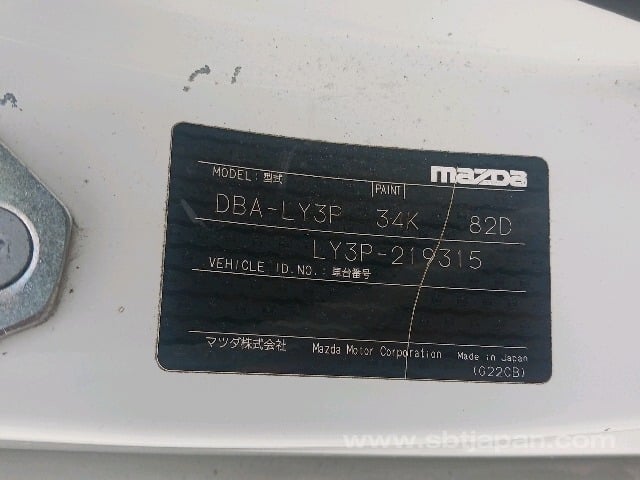 mazda
MODEL: 型式 PAINT
DBA-LY3P 34K 82D
LY3P-219315
VEHICLE ID.NO.: 車台番号
マツダ株式会社 Mazda Motor Corporation Made in Japan
(G22CB)
www.sbtjapan.com